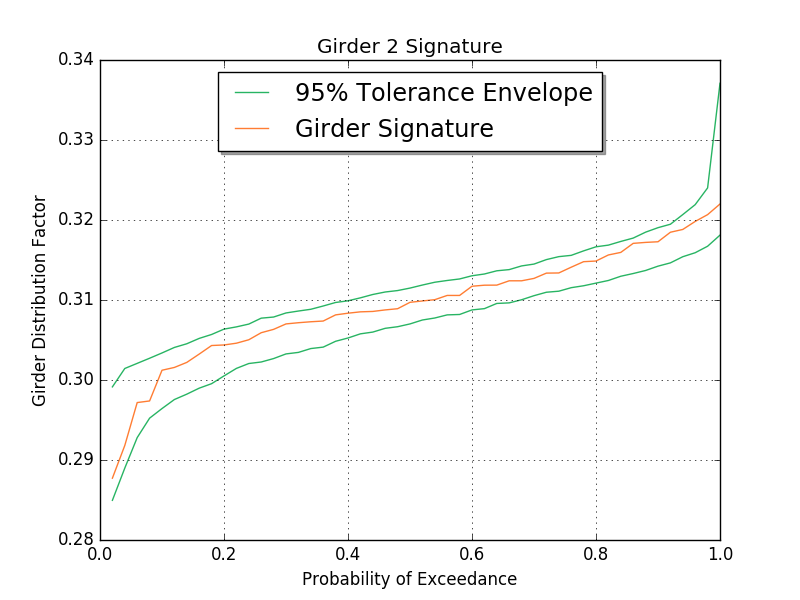 Girder 2 Signature
95% Tolerance Envelope
Girder Signature
Girder Distribution Factor
0.34
0.33
0.32
0.31
0.30
0.29
0.28
0.0 0.2 0.4 0.6 0.8 1.0
Probability of Exceedance